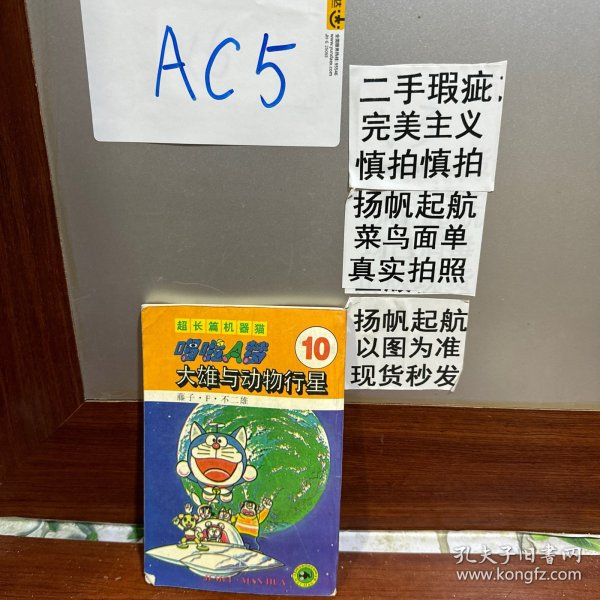 AC5
二手瑕疵
完美主义
慎拍慎拍
扬帆起航
菜鸟面单
真实拍照
扬帆起航
以图为准
现货秒发
超长篇机器猫
哆啦A梦
10
大雄与动物行星
藤子·F·不二雄
孔夫子旧书网
www.kongfz.com